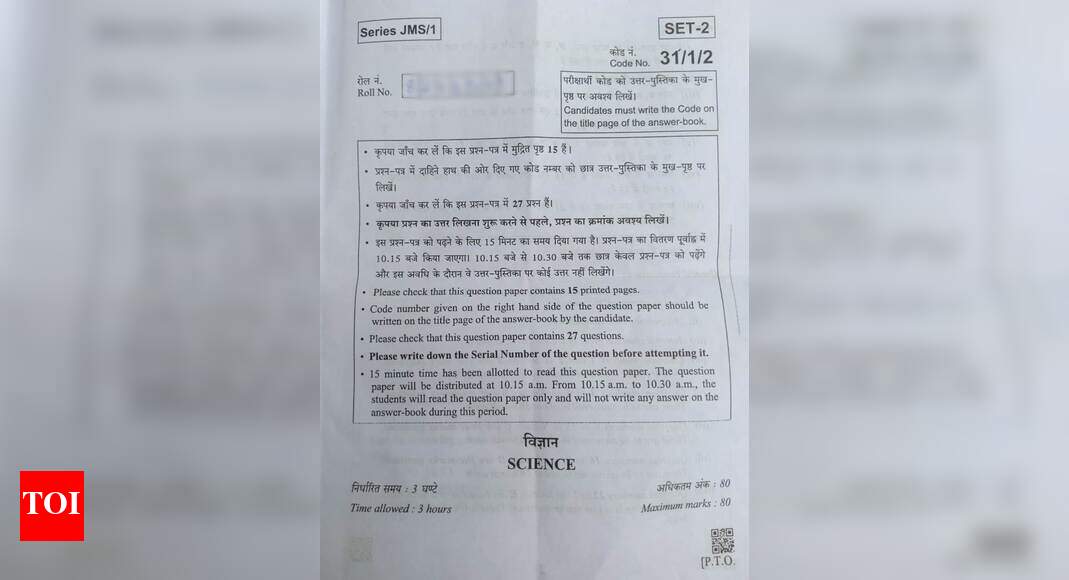 Series JMS/1
SET-2
कोड नं.
Code No. 31/1/2
रोल नं.
Roll No.
परीक्षार्थी कोड को उत्तर-पुस्तिका के मुख-
पृष्ठ पर अवश्य लिखें।
Candidates must write the Code on
the title page of the answer-book.
• कृपया जाँच कर लें कि इस प्रश्न-पत्र में मुद्रित पृष्ठ 15 हैं।
• प्रश्न-पत्र में दाहिने हाथ की ओर दिए गए कोड नम्बर को छात्र उत्तर-पुस्तिका के मुख-पृष्ठ पर
लिखें।
• कृपया जाँच कर लें कि इस प्रश्न-पत्र में 27 प्रश्न हैं।
• कृपया प्रश्न का उत्तर लिखना शुरू करने से पहले, प्रश्न का क्रमांक अवश्य लिखें।
• इस प्रश्न-पत्र को पढ़ने के लिए 15 मिनट का समय दिया गया है। प्रश्न-पत्र का वितरण पूर्वाह्न में
10.15 बजे किया जाएगा। 10.15 बजे से 10.30 बजे तक छात्र केवल प्रश्न-पत्र को पढ़ेंगे
और इस अवधि के दौरान वे उत्तर-पुस्तिका पर कोई उत्तर नहीं लिखेंगे।
• Please check that this question paper contains 15 printed pages.
• Code number given on the right hand side of the question paper should be
written on the title page of the answer-book by the candidate.
• Please check that this question paper contains 27 questions.
• Please write down the Serial Number of the question before attempting it.
• 15 minute time has been allotted to read this question paper. The question
paper will be distributed at 10.15 a.m. From 10.15 a.m. to 10.30 a.m., the
students will read the question paper only and will not write any answer on the
answer-book during this period.
विज्ञान
SCIENCE
निर्धारित समय : 3 घण्टे
अधिकतम अंक : 80
Time allowed : 3 hours
Maximum marks : 80
[P.T.O.
TOI